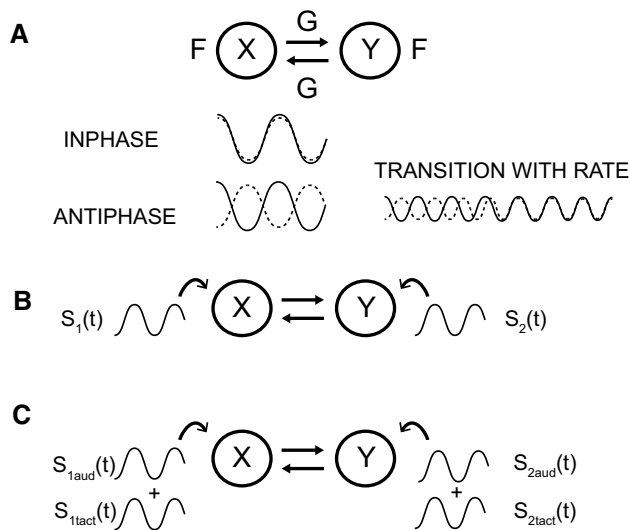 A
F X G Y F
G
INPHASE
TRANSITION WITH RATE
ANTIPHASE
B
S1(t) X Y S2(t)
C
X Y
S1aud(t) S2aud(t)
+ +
S1tact(t) S2tact(t)